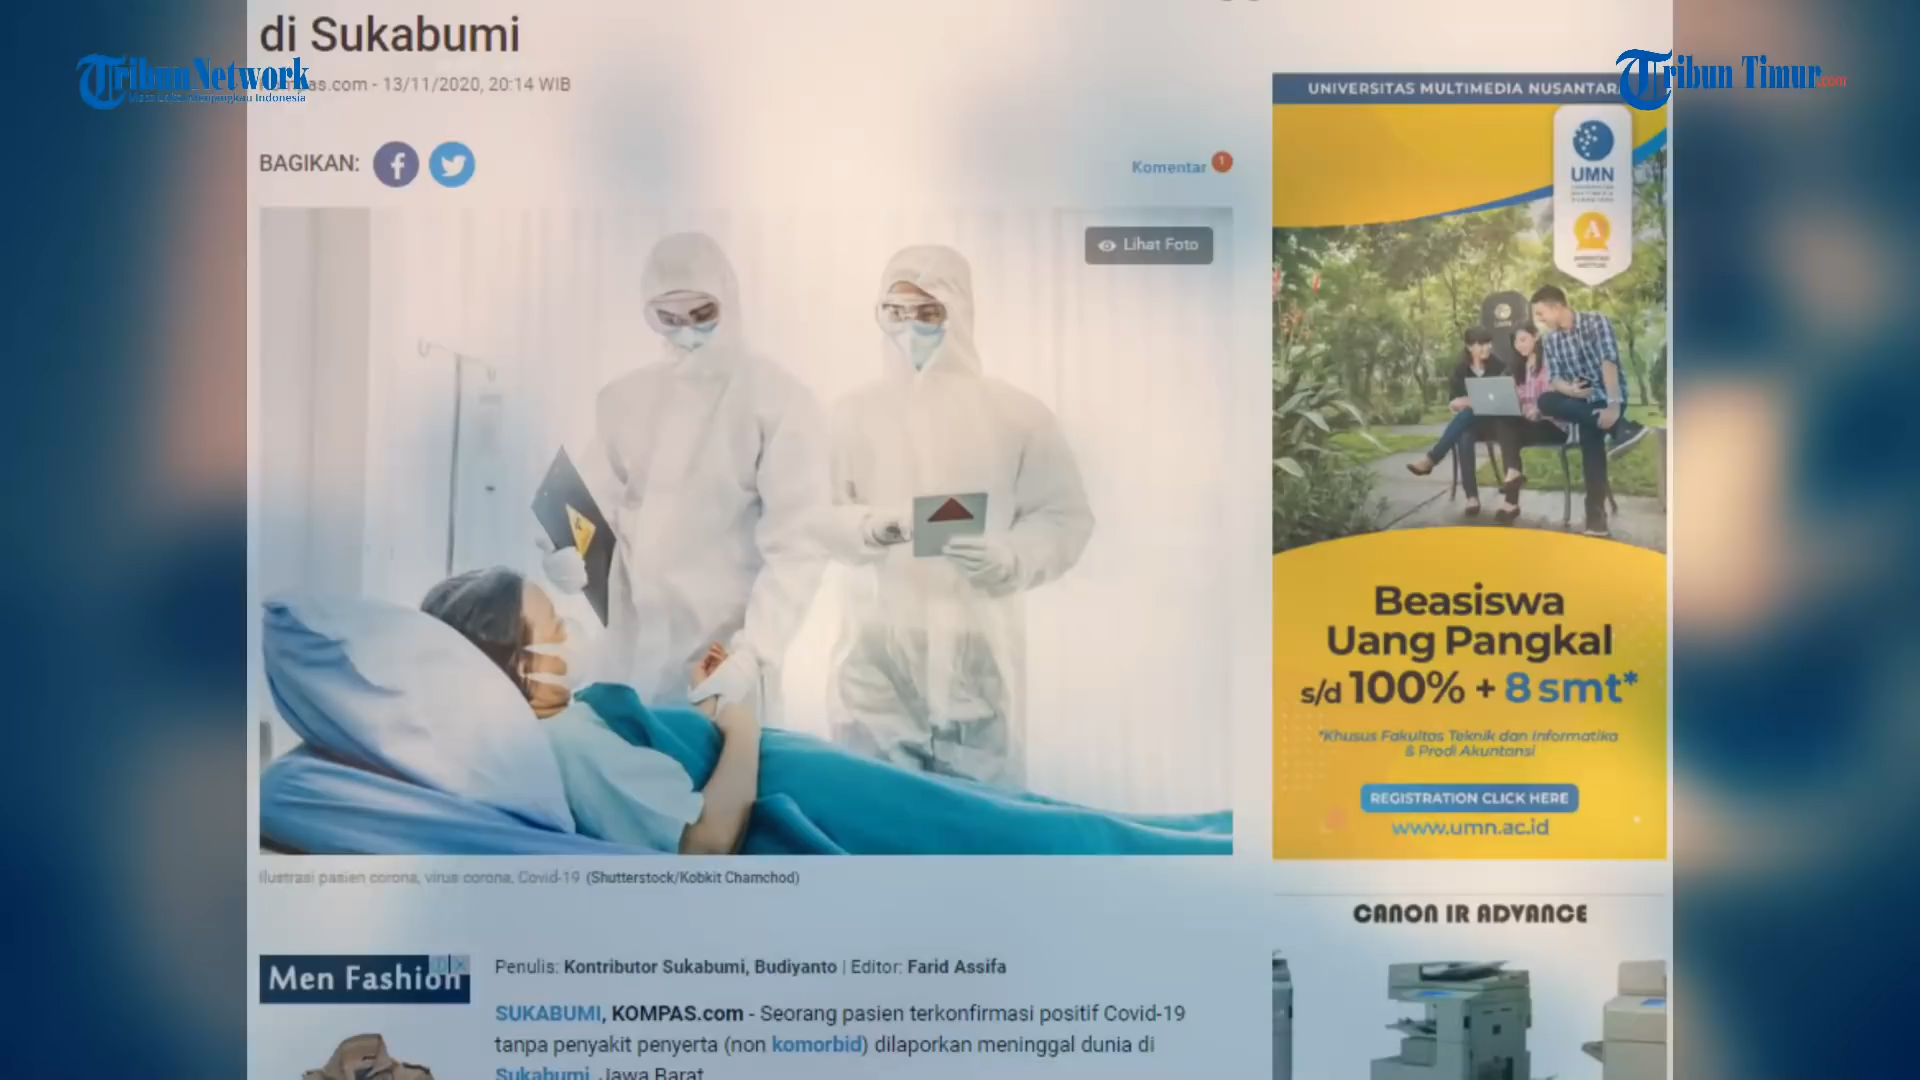 di Sukabumi
Tribun Network
Tribun Timur.com
mpas.com - 13/11/2020, 20:14 WIB
BAGIKAN:
Komentar 1
Lihat Foto
Ilustrasi pasien corona, virus corona, Covid-19 (Shutterstock/Kobkit Chamchod)
Men Fashion
Penulis: Kontributor Sukabumi, Budiyanto | Editor: Farid Assifa
SUKABUMI, KOMPAS.com - Seorang pasien terkonfirmasi positif Covid-19
tanpa penyakit penyerta (non komorbid) dilaporkan meninggal dunia di
Sukabumi, Jawa Barat
UNIVERSITAS MULTIMEDIA NUSANTARA
UMN
A
Beasiswa
Uang Pangkal
s/d 100% + 8 smt*
*Khusus Fakultas Teknik dan Informatika
& Prodi Akuntansi
REGISTRATION CLICK HERE
www.umn.ac.id
CANON IR ADVANCE